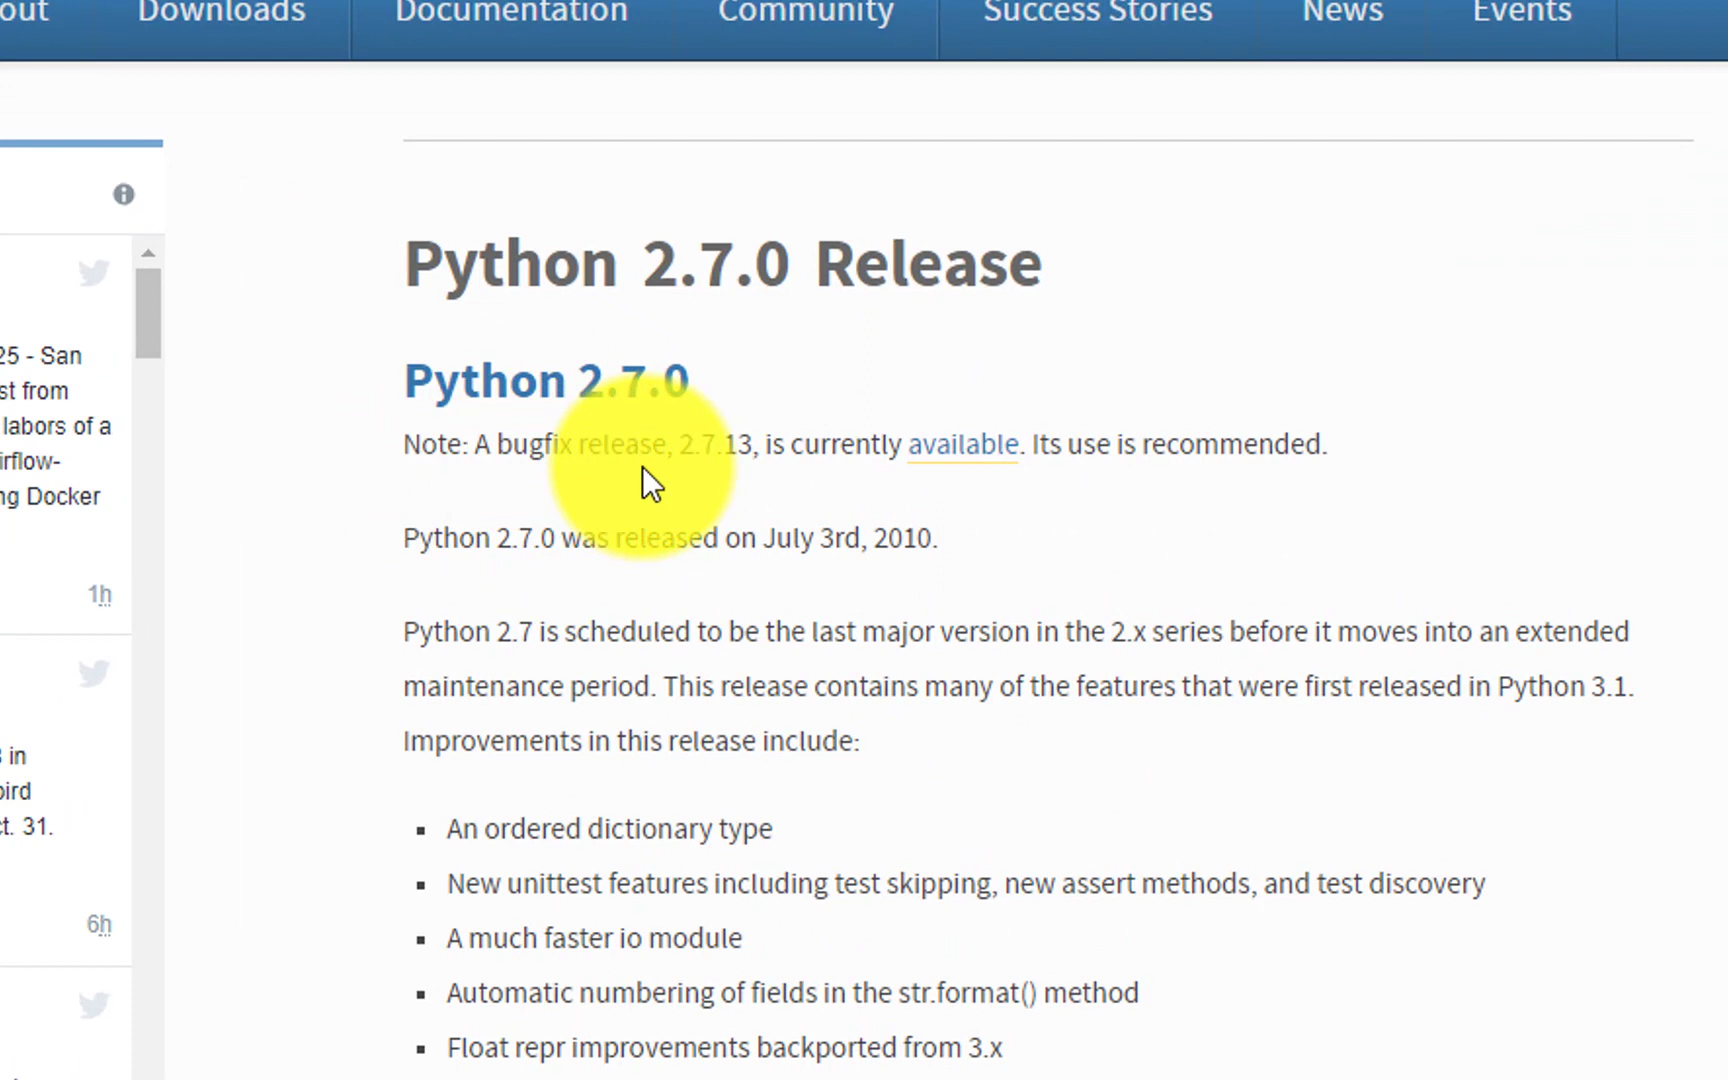 out Downloads Documentation Community Success Stories News Events
25 - San
st from
labors of a
irflow-
ng Docker
1h
in
oird
ct. 31.
6h
Python 2.7.0 Release
Python 2.7.0
Note: A bugfix release, 2.7.13, is currently available. Its use is recommended.
Python 2.7.0 was released on July 3rd, 2010.
Python 2.7 is scheduled to be the last major version in the 2.x series before it moves into an extended
maintenance period. This release contains many of the features that were first released in Python 3.1.
Improvements in this release include:
▪ An ordered dictionary type
▪ New unittest features including test skipping, new assert methods, and test discovery
▪ A much faster io module
▪ Automatic numbering of fields in the str.format() method
▪ Float repr improvements backported from 3.x